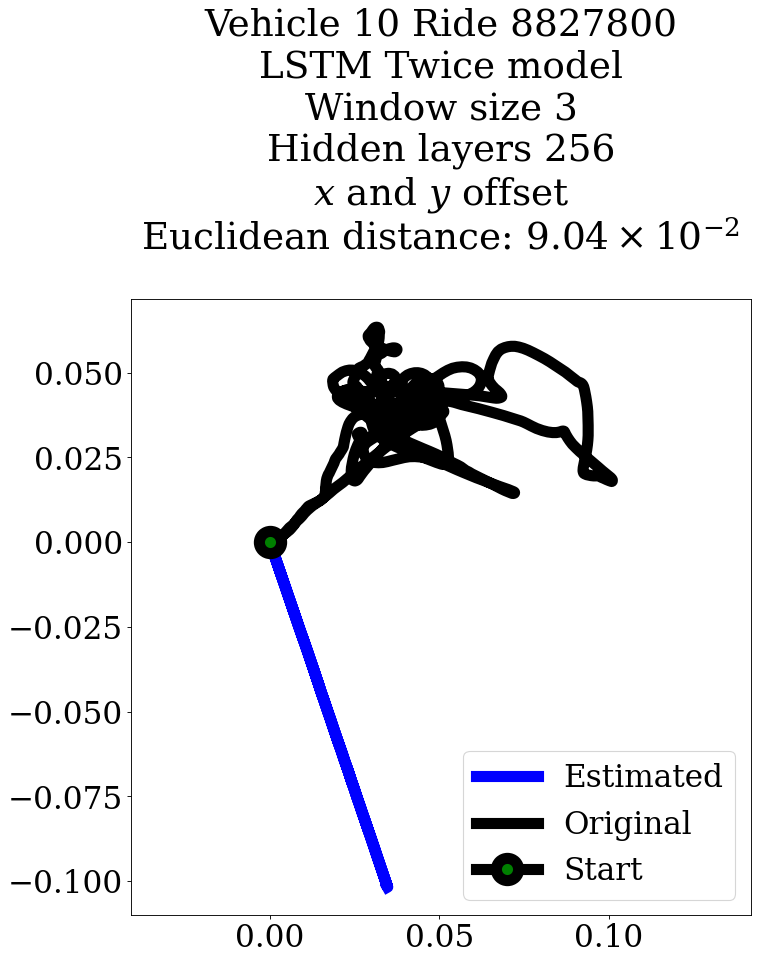 Vehicle 10 Ride 8827800
LSTM Twice model
Window size 3
Hidden layers 256
x and y offset
Euclidean distance: 9.04 × 10⁻²
0.050
0.025
0.000
−0.025
−0.050
−0.075
−0.100
Estimated
Original
Start
0.00 0.05 0.10